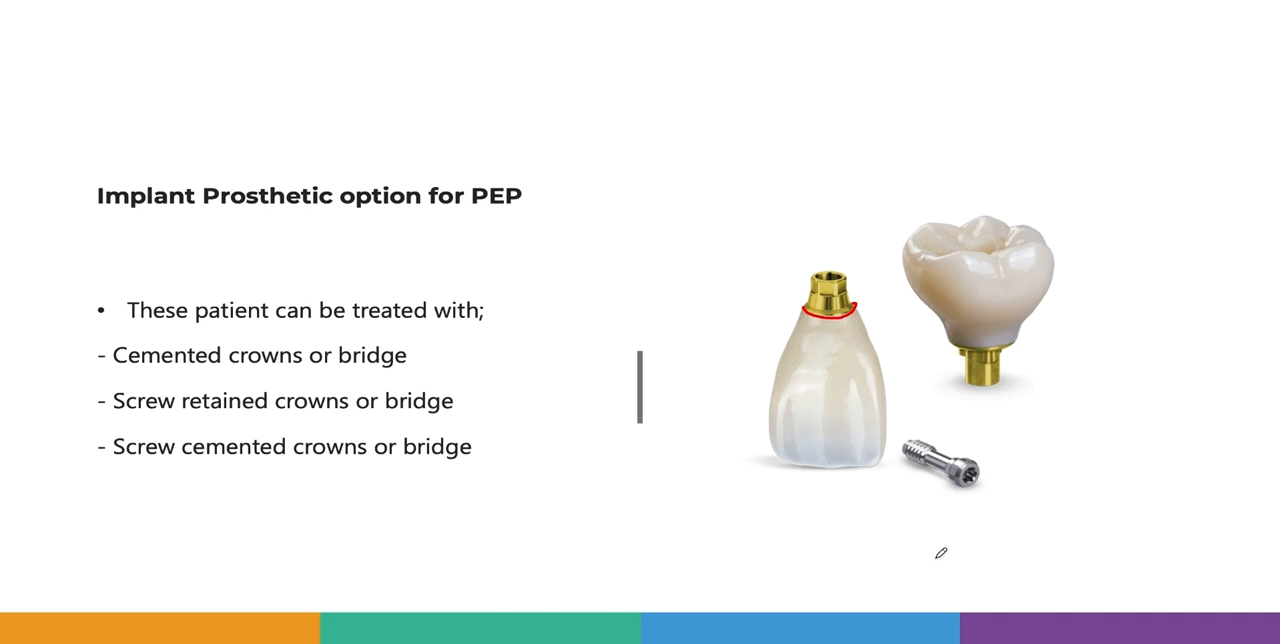 Implant Prosthetic option for PEP
• These patient can be treated with;
- Cemented crowns or bridge
- Screw retained crowns or bridge
- Screw cemented crowns or bridge